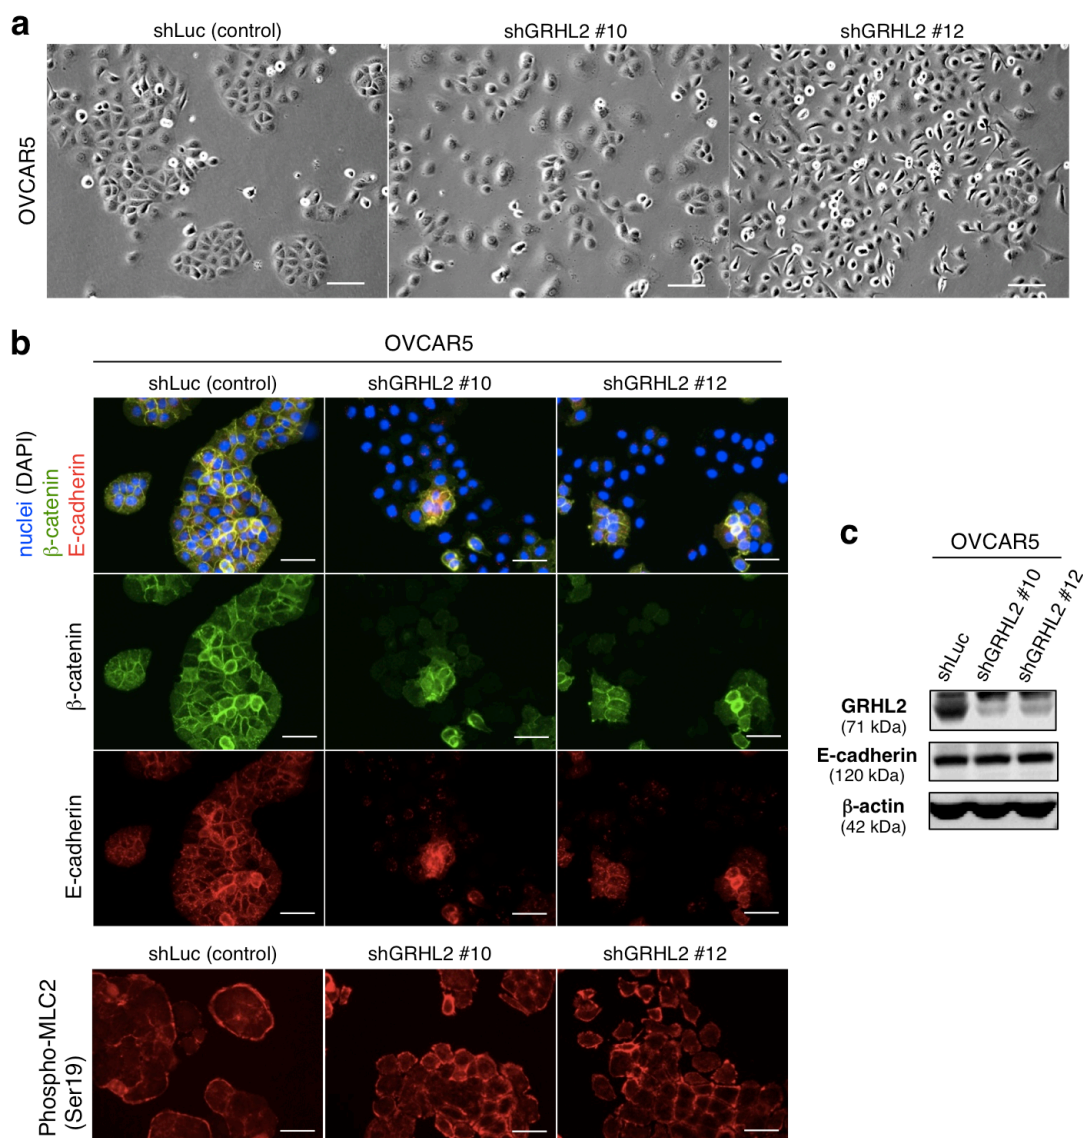 a
shLuc (control)
shGRHL2 #10
shGRHL2 #12
OVCAR5
b
OVCAR5
shLuc (control)
shGRHL2 #10
shGRHL2 #12
nuclei (DAPI)
β-catenin
E-cadherin
β-catenin
E-cadherin
shLuc (control)
shGRHL2 #10
shGRHL2 #12
Phospho-MLC2
(Ser19)
c
OVCAR5
shLuc
shGRHL2 #10
shGRHL2 #12
GRHL2
(71 kDa)
E-cadherin
(120 kDa)
β-actin
(42 kDa)